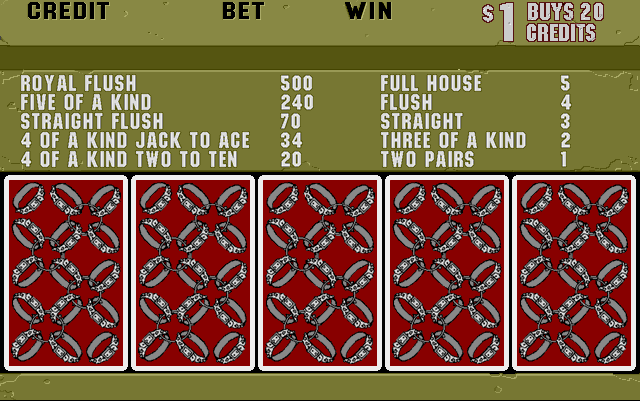 CREDIT BET WIN $1 BUYS 20 CREDITS
ROYAL FLUSH 500 FULL HOUSE 5
FIVE OF A KIND 240 FLUSH 4
STRAIGHT FLUSH 70 STRAIGHT 3
4 OF A KIND JACK TO ACE 34 THREE OF A KIND 2
4 OF A KIND TWO TO TEN 20 TWO PAIRS 1